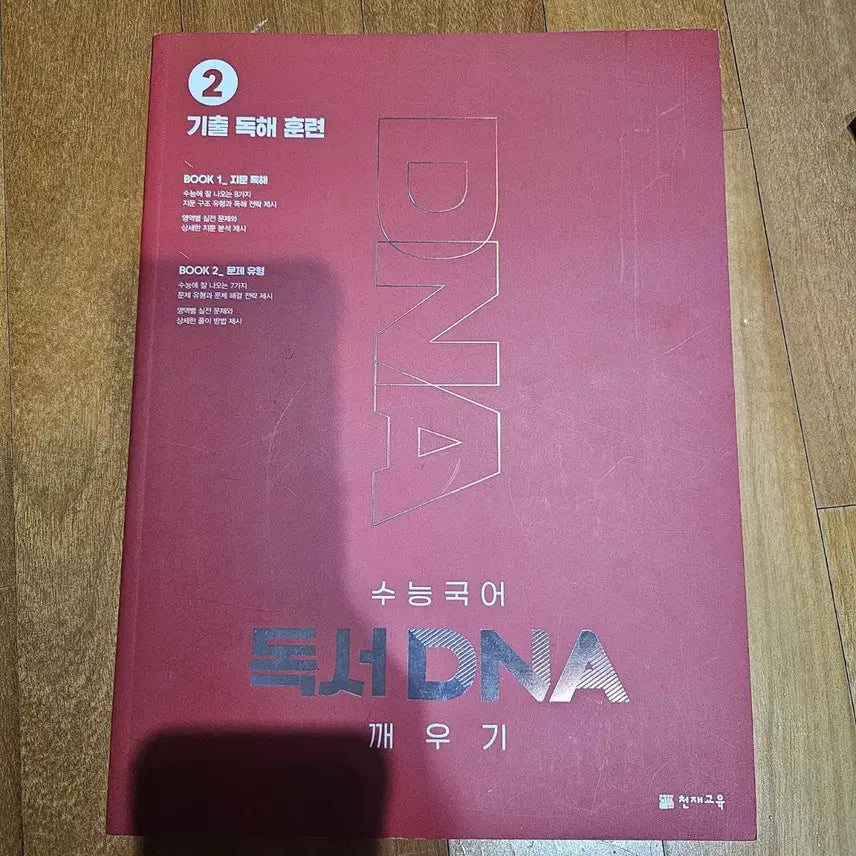 2
기출 독해 훈련
BOOK 1_ 지문 독해
수능에 잘 나오는 8가지
지문 구조 유형과 독해 전략 제시
영역별 실전 문제와
상세한 지문 분석 제시
BOOK 2_ 문제 유형
수능에 잘 나오는 7가지
문제 유형과 문제 해결 전략 제시
영역별 실전 문제와
상세한 풀이 방법 제시
DNA
수능국어
독서 DNA
깨우기
천재교육